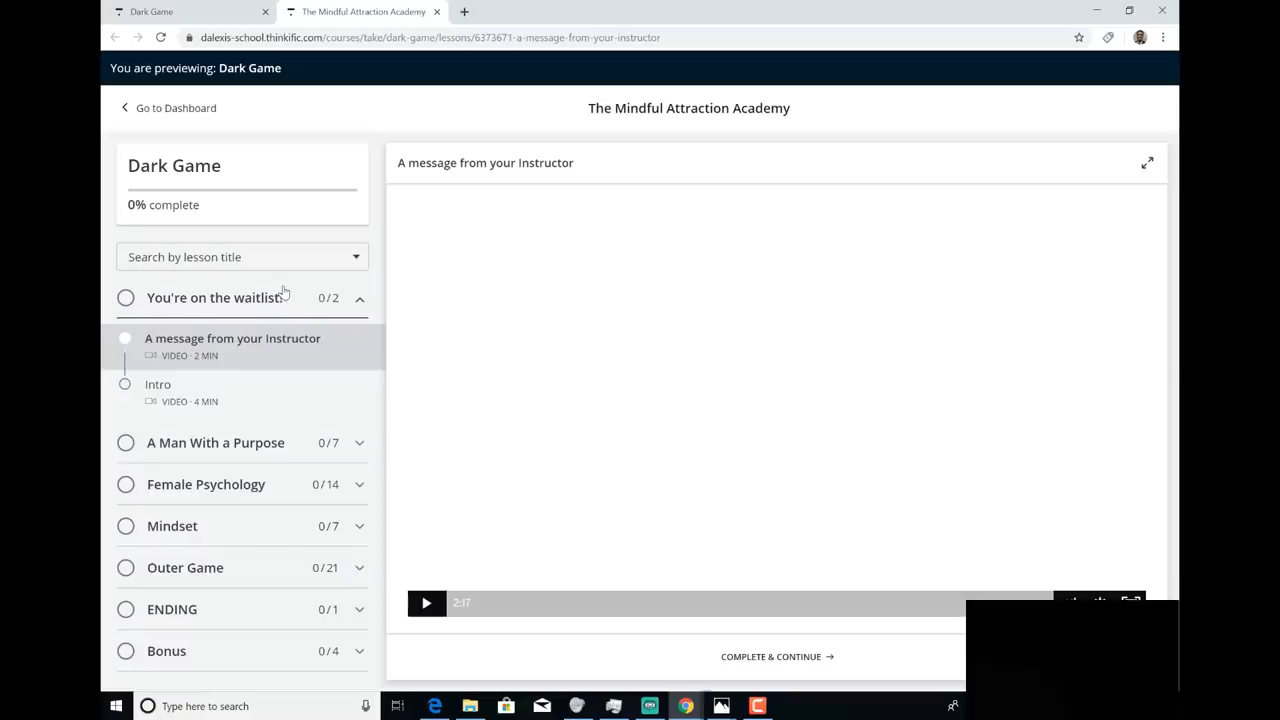 Dark Game
The Mindful Attraction Academy
dalexis-school.thinkific.com/courses/take/dark-game/lessons/6373671-a-message-from-your-instructor
You are previewing: Dark Game
Go to Dashboard
The Mindful Attraction Academy
Dark Game
0% complete
Search by lesson title
You're on the waitlist!
0/2
A message from your Instructor
VIDEO · 2 MIN
Intro
VIDEO · 4 MIN
A Man With a Purpose
0/7
Female Psychology
0/14
Mindset
0/7
Outer Game
0/21
ENDING
0/1
Bonus
0/4
A message from your Instructor
2:17
COMPLETE & CONTINUE →
Type here to search